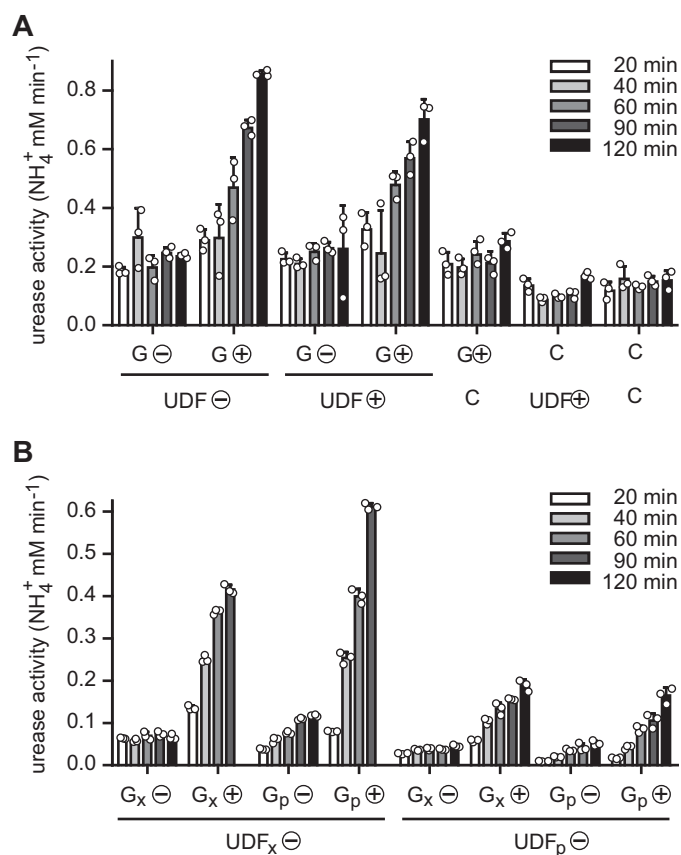 A
urease activity (NH₄⁺ mM min⁻¹)
0.8
0.6
0.4
0.2
0.0
20 min
40 min
60 min
90 min
120 min
G ⊖ G ⊕ G ⊖ G ⊕ G⊕ C C
UDF ⊖ UDF ⊕ C UDF⊕ C
B
urease activity (NH₄⁺ mM min⁻¹)
0.6
0.5
0.4
0.3
0.2
0.1
0.0
20 min
40 min
60 min
90 min
120 min
Gₓ ⊖ Gₓ ⊕ Gₚ ⊖ Gₚ ⊕ Gₓ ⊖ Gₓ ⊕ Gₚ ⊖ Gₚ ⊕
UDFₓ ⊖ UDFₚ ⊖